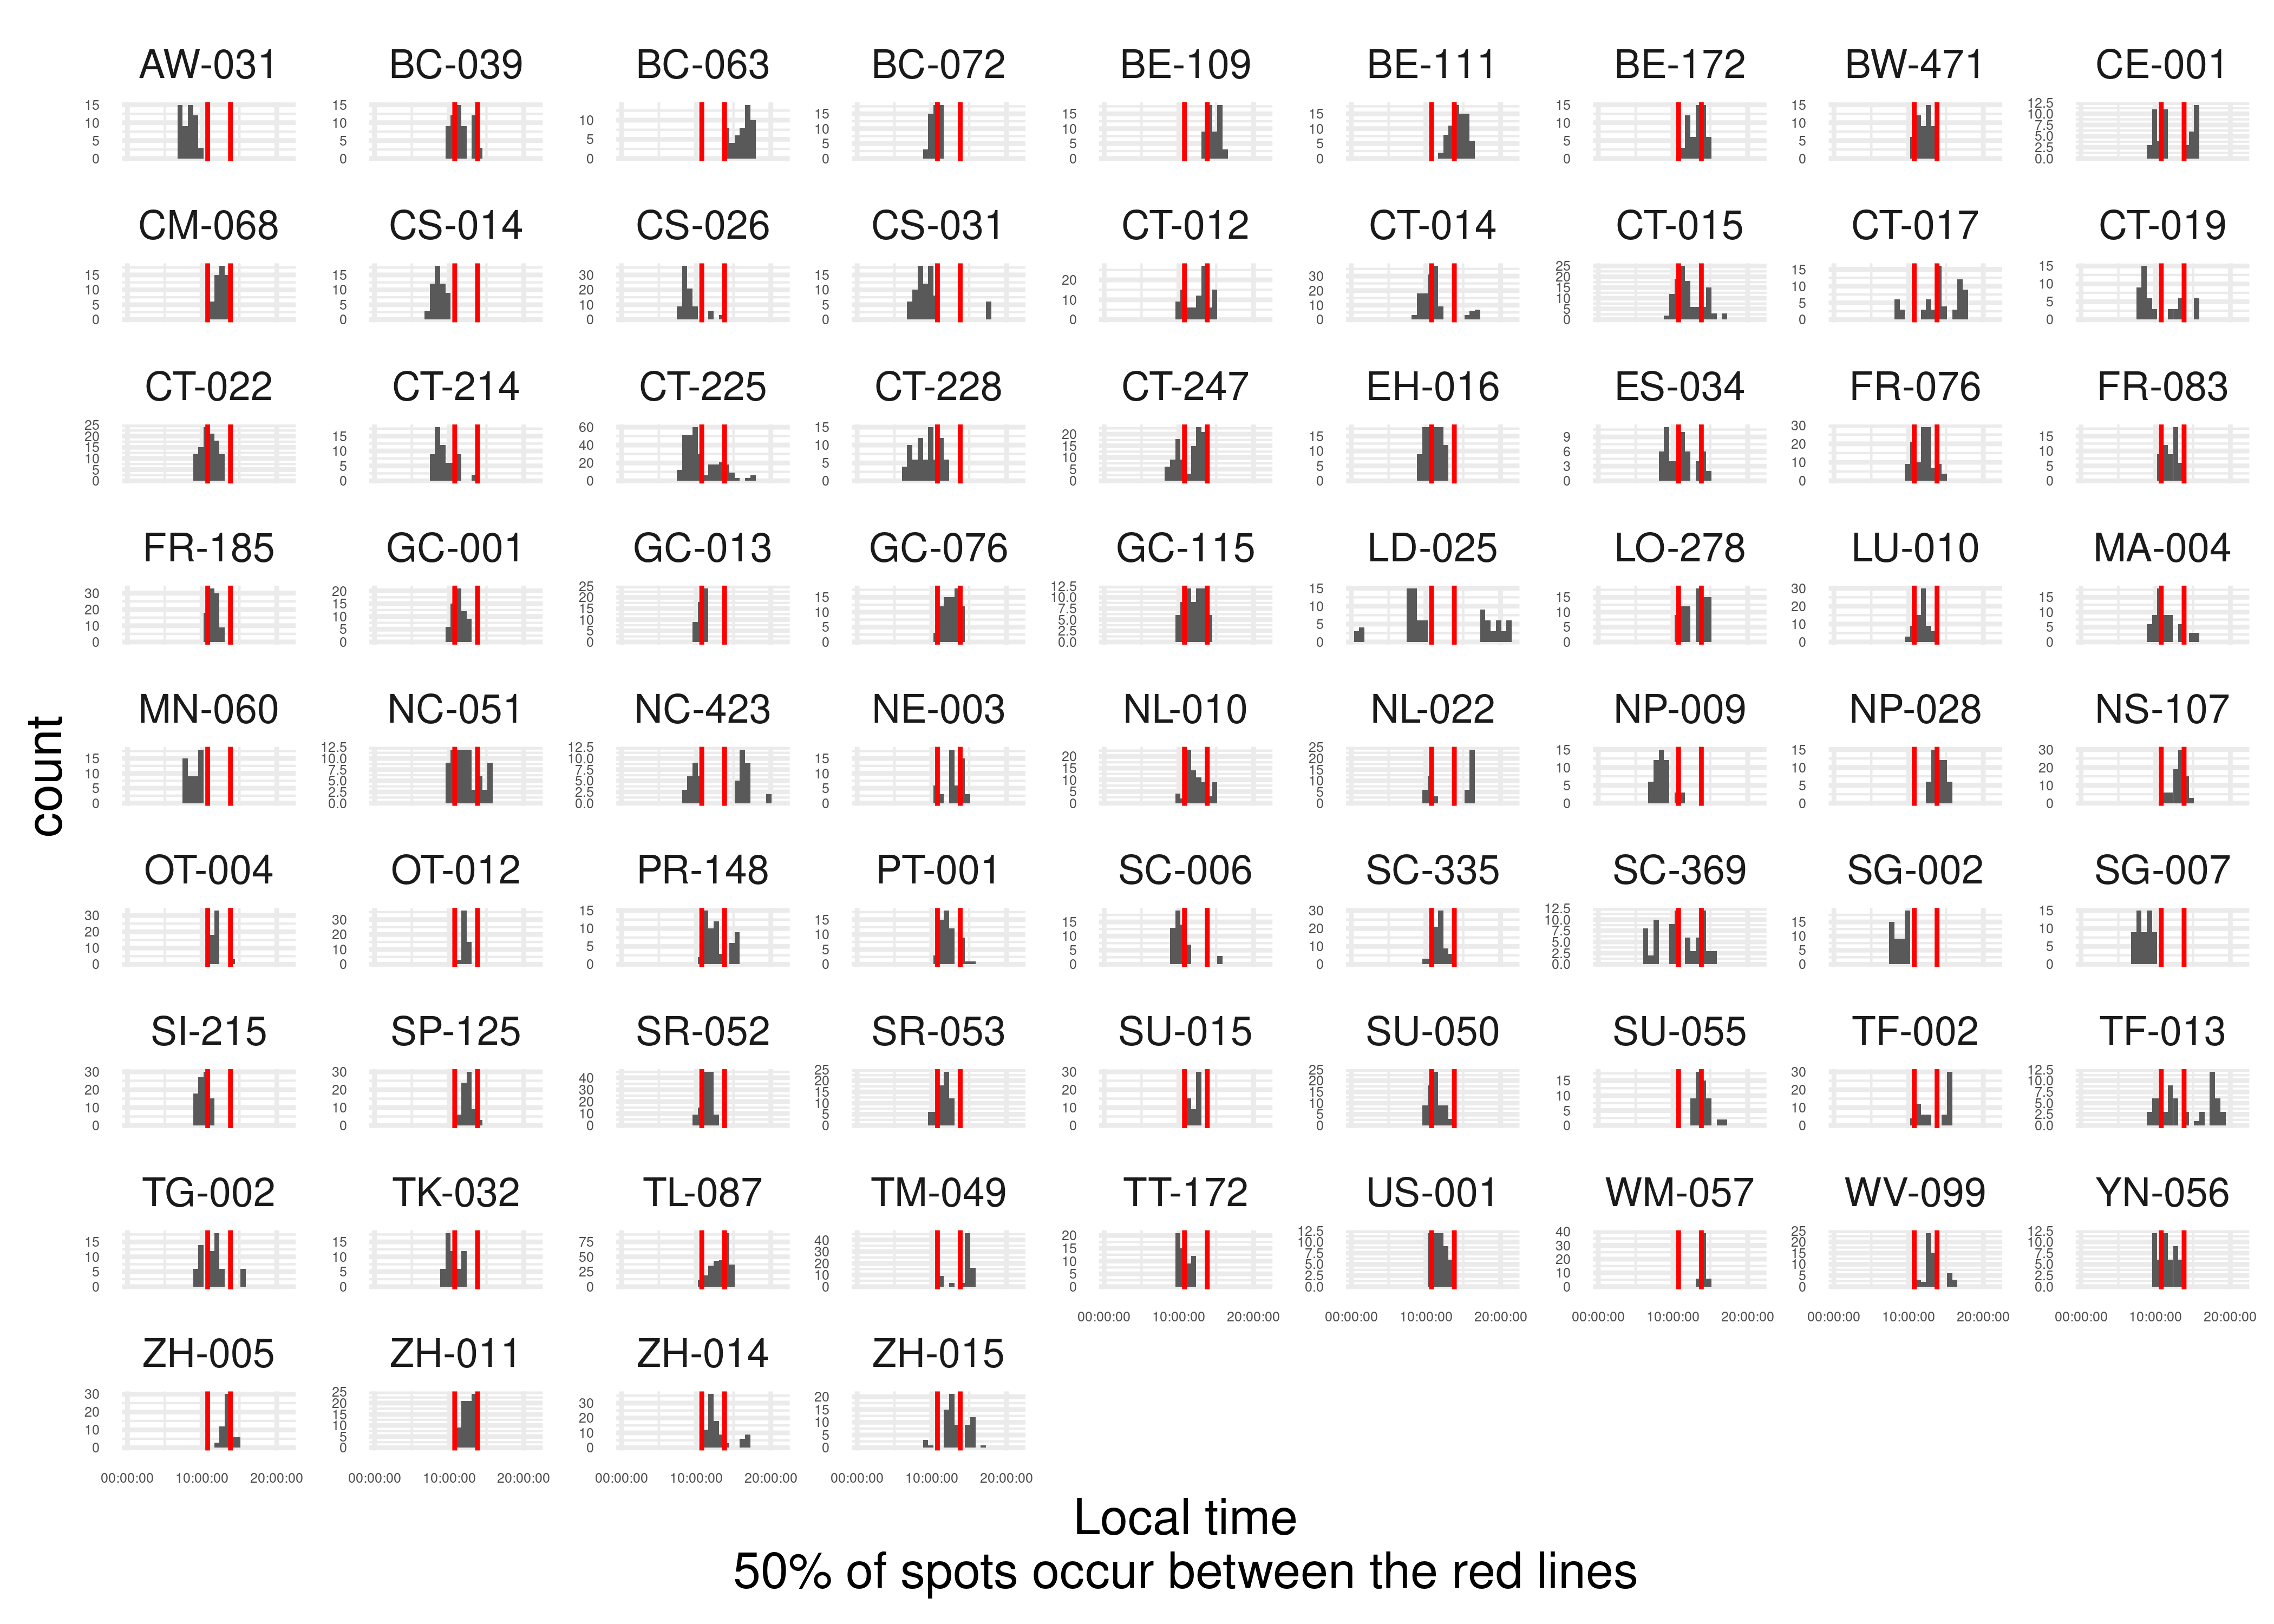 AW-031 BC-039 BC-063 BC-072 BE-109 BE-111 BE-172 BW-471 CE-001
15 10 5 0 15 10 5 0 10 5 0 15 10 5 0 15 10 5 0 15 10 5 0 15 10 5 0 15 10 5 0 12.5 10.0 7.5 5.0 2.5 0.0
CM-068 CS-014 CS-026 CS-031 CT-012 CT-014 CT-015 CT-017 CT-019
15 10 5 0 15 10 5 0 30 20 10 0 15 10 5 0 20 10 0 30 20 10 0 25 20 15 10 5 0 15 10 5 0 15 10 5 0
CT-022 CT-214 CT-225 CT-228 CT-247 EH-016 ES-034 FR-076 FR-083
25 20 15 10 5 0 15 10 5 0 60 40 20 0 15 10 5 0 20 15 10 5 0 15 10 5 0 9 6 3 0 30 20 10 0 15 10 5 0
FR-185 GC-001 GC-013 GC-076 GC-115 LD-025 LO-278 LU-010 MA-004
30 20 10 0 20 15 10 5 0 25 20 15 10 5 0 15 10 5 0 12.5 10.0 7.5 5.0 2.5 0.0 15 10 5 0 15 10 5 0 30 20 10 0 15 10 5 0
count
MN-060 NC-051 NC-423 NE-003 NL-010 NL-022 NP-009 NP-028 NS-107
15 10 5 0 12.5 10.0 7.5 5.0 2.5 0.0 12.5 10.0 7.5 5.0 2.5 0.0 15 10 5 0 20 15 10 5 0 25 20 15 10 5 0 15 10 5 0 15 10 5 0 30 20 10 0
OT-004 OT-012 PR-148 PT-001 SC-006 SC-335 SC-369 SG-002 SG-007
30 20 10 0 30 20 10 0 15 10 5 0 15 10 5 0 15 10 5 0 30 20 10 0 12.5 10.0 7.5 5.0 2.5 0.0 15 10 5 0 15 10 5 0
SI-215 SP-125 SR-052 SR-053 SU-015 SU-050 SU-055 TF-002 TF-013
30 20 10 0 30 20 10 0 40 30 20 10 0 25 20 15 10 5 0 30 20 10 0 25 20 15 10 5 0 15 10 5 0 30 20 10 0 12.5 10.0 7.5 5.0 2.5 0.0
TG-002 TK-032 TL-087 TM-049 TT-172 US-001 WM-057 WV-099 YN-056
15 10 5 0 15 10 5 0 75 50 25 0 40 30 20 10 0 20 15 10 5 0 12.5 10.0 7.5 5.0 2.5 0.0 40 30 20 10 0 25 20 15 10 5 0 12.5 10.0 7.5 5.0 2.5 0.0
00:00:00 10:00:00 20:00:00 00:00:00 10:00:00 20:00:00 00:00:00 10:00:00 20:00:00 00:00:00 10:00:00 20:00:00 00:00:00 10:00:00 20:00:00
ZH-005 ZH-011 ZH-014 ZH-015
30 20 10 0 25 20 15 10 5 0 30 20 10 0 20 15 10 5 0
00:00:00 10:00:00 20:00:00 00:00:00 10:00:00 20:00:00 00:00:00 10:00:00 20:00:00 00:00:00 10:00:00 20:00:00
Local time
50% of spots occur between the red lines